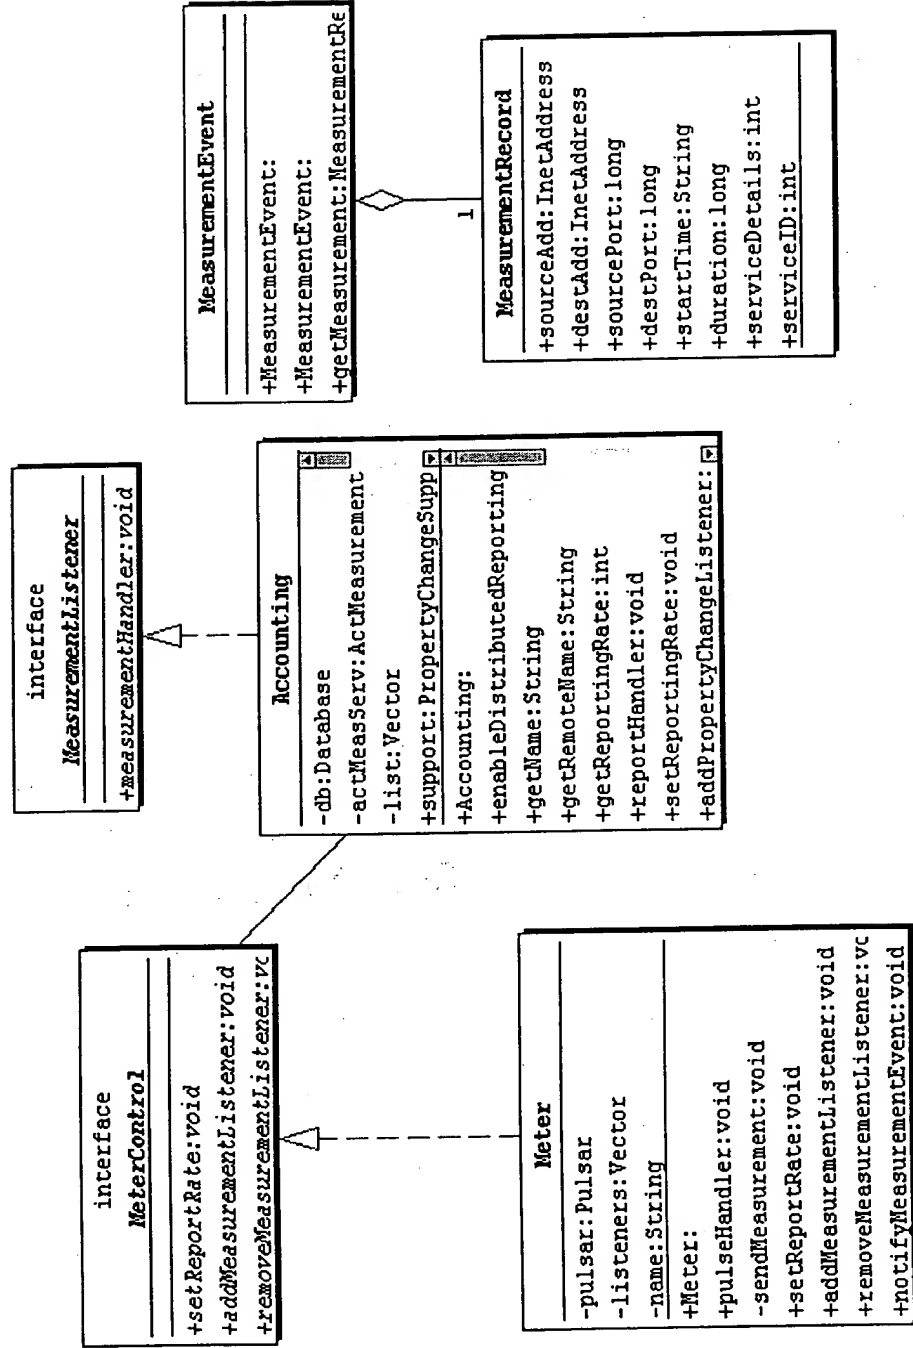 interface
MeterControl
+setReportRate:void
+addMeasurementListener:void
+removeMeasurementListener:vo
Meter
-pulsar:Pulsar
-listeners:Vector
-name:String
+Meter:
+pulseHandler:void
-sendMeasurement:void
+setReportRate:void
+addMeasurementListener:void
+removeMeasurementListener:vo
+notifyMeasurementEvent:void
interface
MeasurementListener
+measurementHandler:void
Accounting
-db:Database
-actMeasServ:ActMeasurement
-list:Vector
+support:PropertyChangeSupp
+Accounting:
+enableDistributedReporting
+getName:String
+getRemoteName:String
+getReportingRate:int
+reportHandler:void
+setReportingRate:void
+addPropertyChangeListener:
MeasurementEvent
+MeasurementEvent:
+MeasurementEvent:
+getMeasurement:MeasurementRe
1
MeasurementRecord
+sourceAdd:InetAddress
+destAdd:InetAddress
+sourcePort:long
+destPort:long
+startTime:String
+duration:long
+serviceDetails:int
+serviceID:int